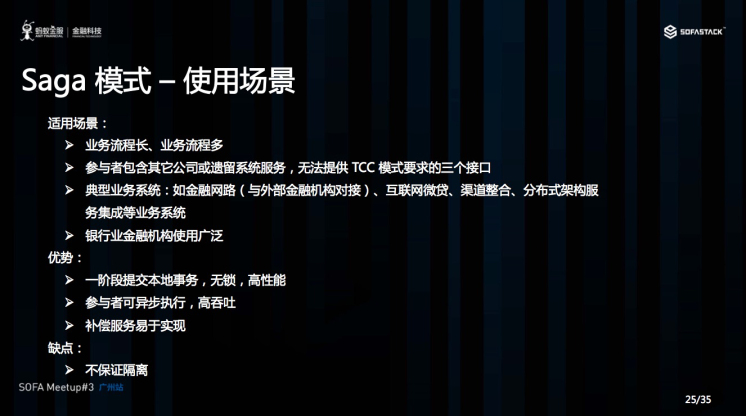 蚂蚁金服 金融科技
ANT FINANCIAL FINANCIAL TECHNOLOGY
SOFASTACK
Saga 模式 – 使用场景
适用场景：
➢ 业务流程长、业务流程多
➢ 参与者包含其它公司或遗留系统服务，无法提供 TCC 模式要求的三个接口
➢ 典型业务系统：如金融网路（与外部金融机构对接）、互联网微贷、渠道整合、分布式架构服
务集成等业务系统
➢ 银行业金融机构使用广泛
优势：
➢ 一阶段提交本地事务，无锁，高性能
➢ 参与者可异步执行，高吞吐
➢ 补偿服务易于实现
缺点：
➢ 不保证隔离
SOFA Meetup#3 广州站
25/35